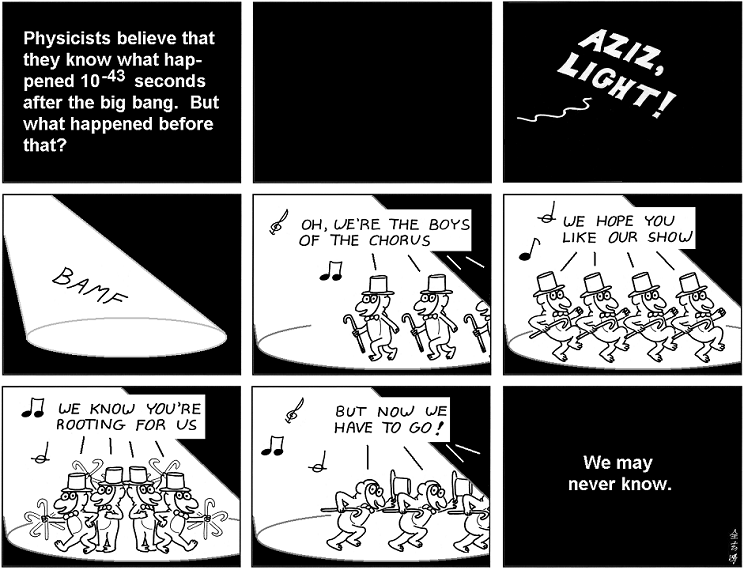 Physicists believe that
they know what hap-
pened 10-43 seconds
after the big bang. But
what happened before
that?
AZIZ,
LIGHT!
BAMF
OH, WE'RE THE BOYS
OF THE CHORUS
WE HOPE YOU
LIKE OUR SHOW
WE KNOW YOU'RE
ROOTING FOR US
BUT NOW WE
HAVE TO GO!
We may
never know.